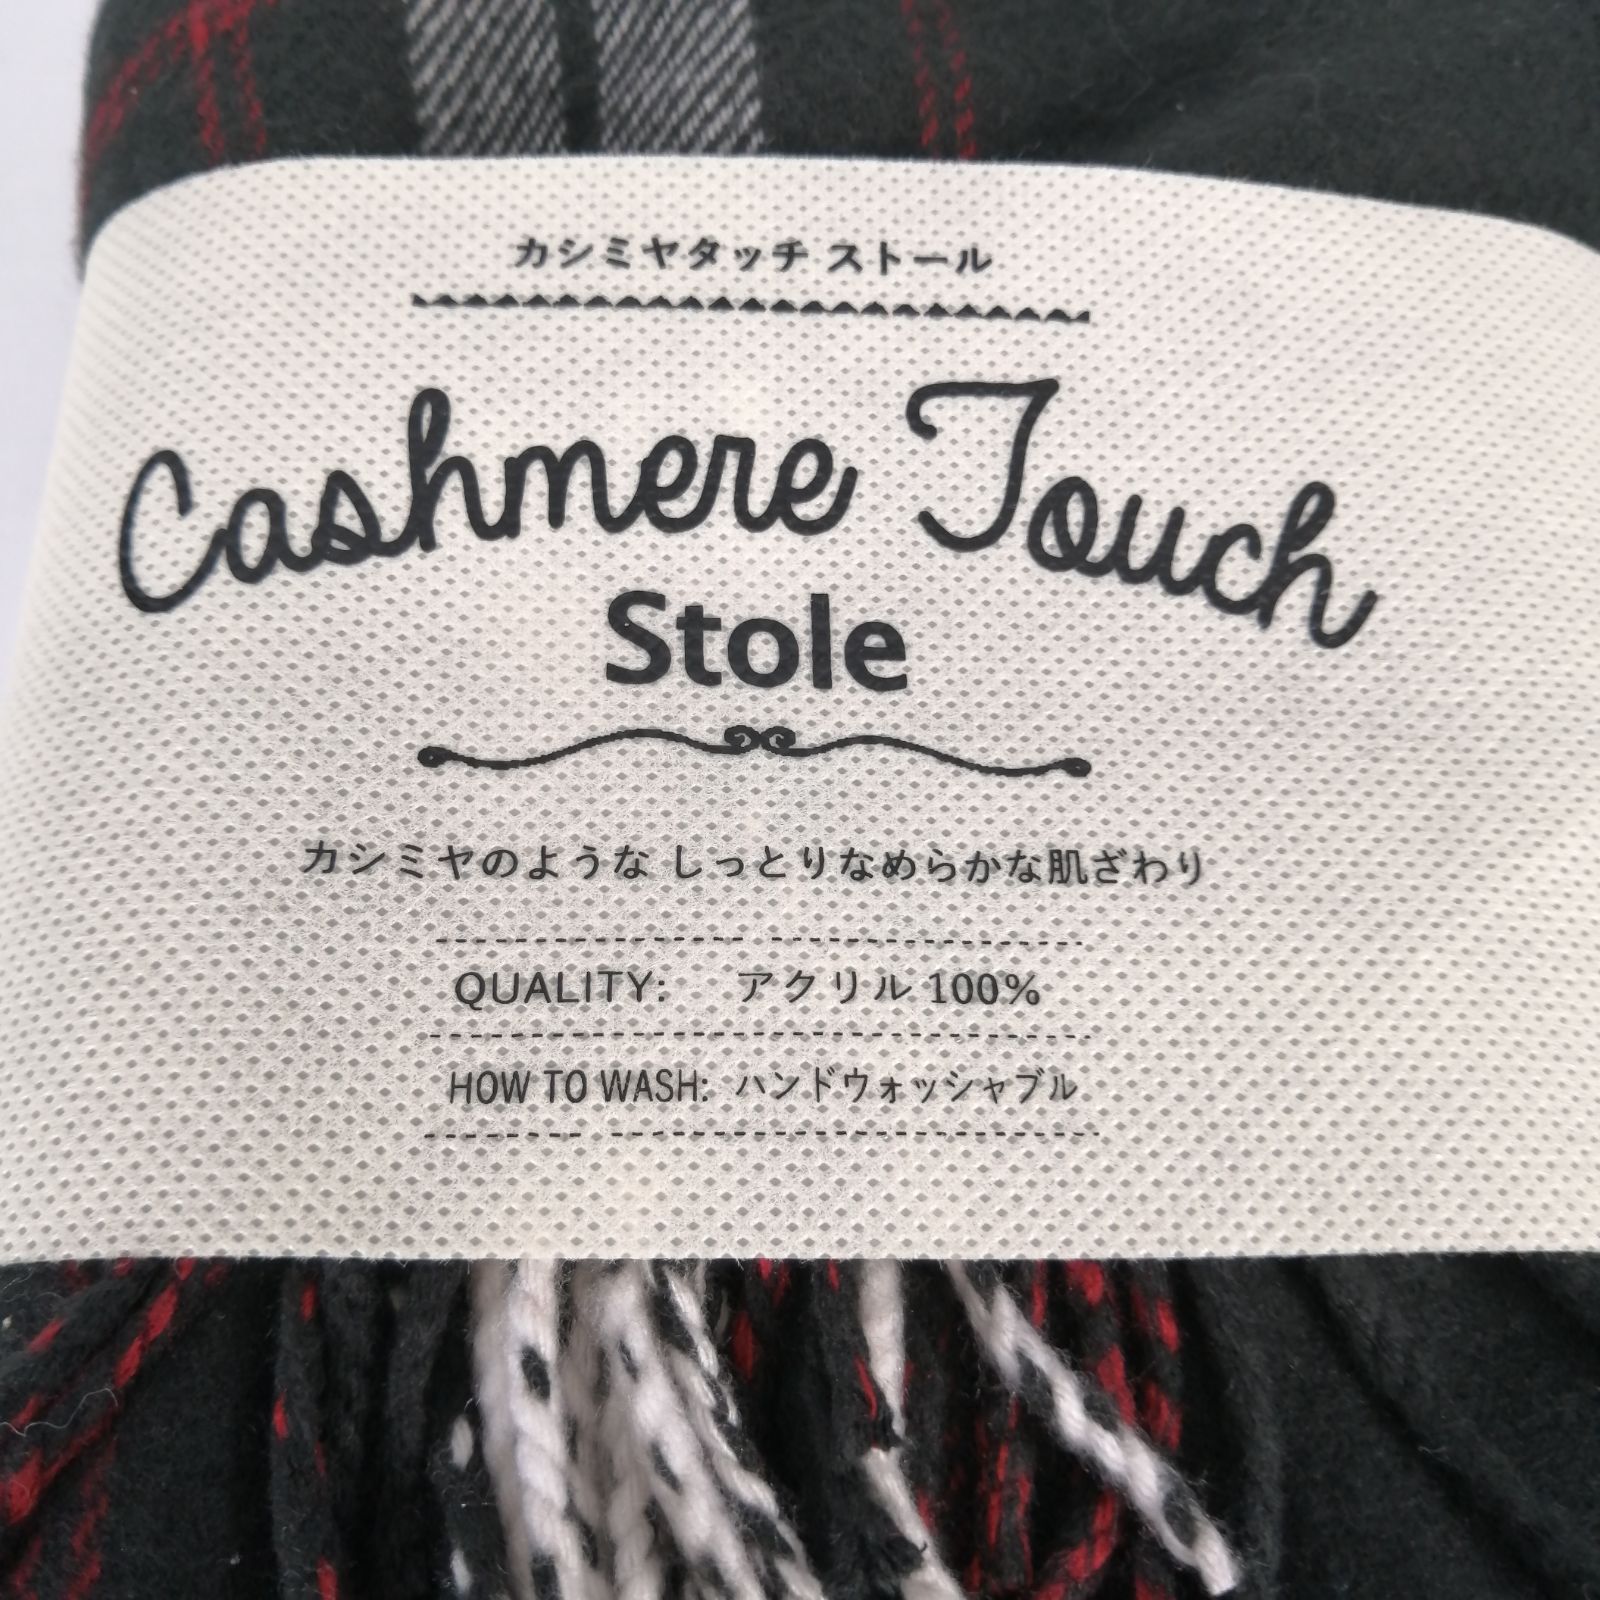 カシミヤタッチ ストール
Cashmere Touch
Stole
カシミヤのような しっとりなめらかな肌ざわり
QUALITY: アクリル 100%
HOW TO WASH: ハンドウォッシャブル